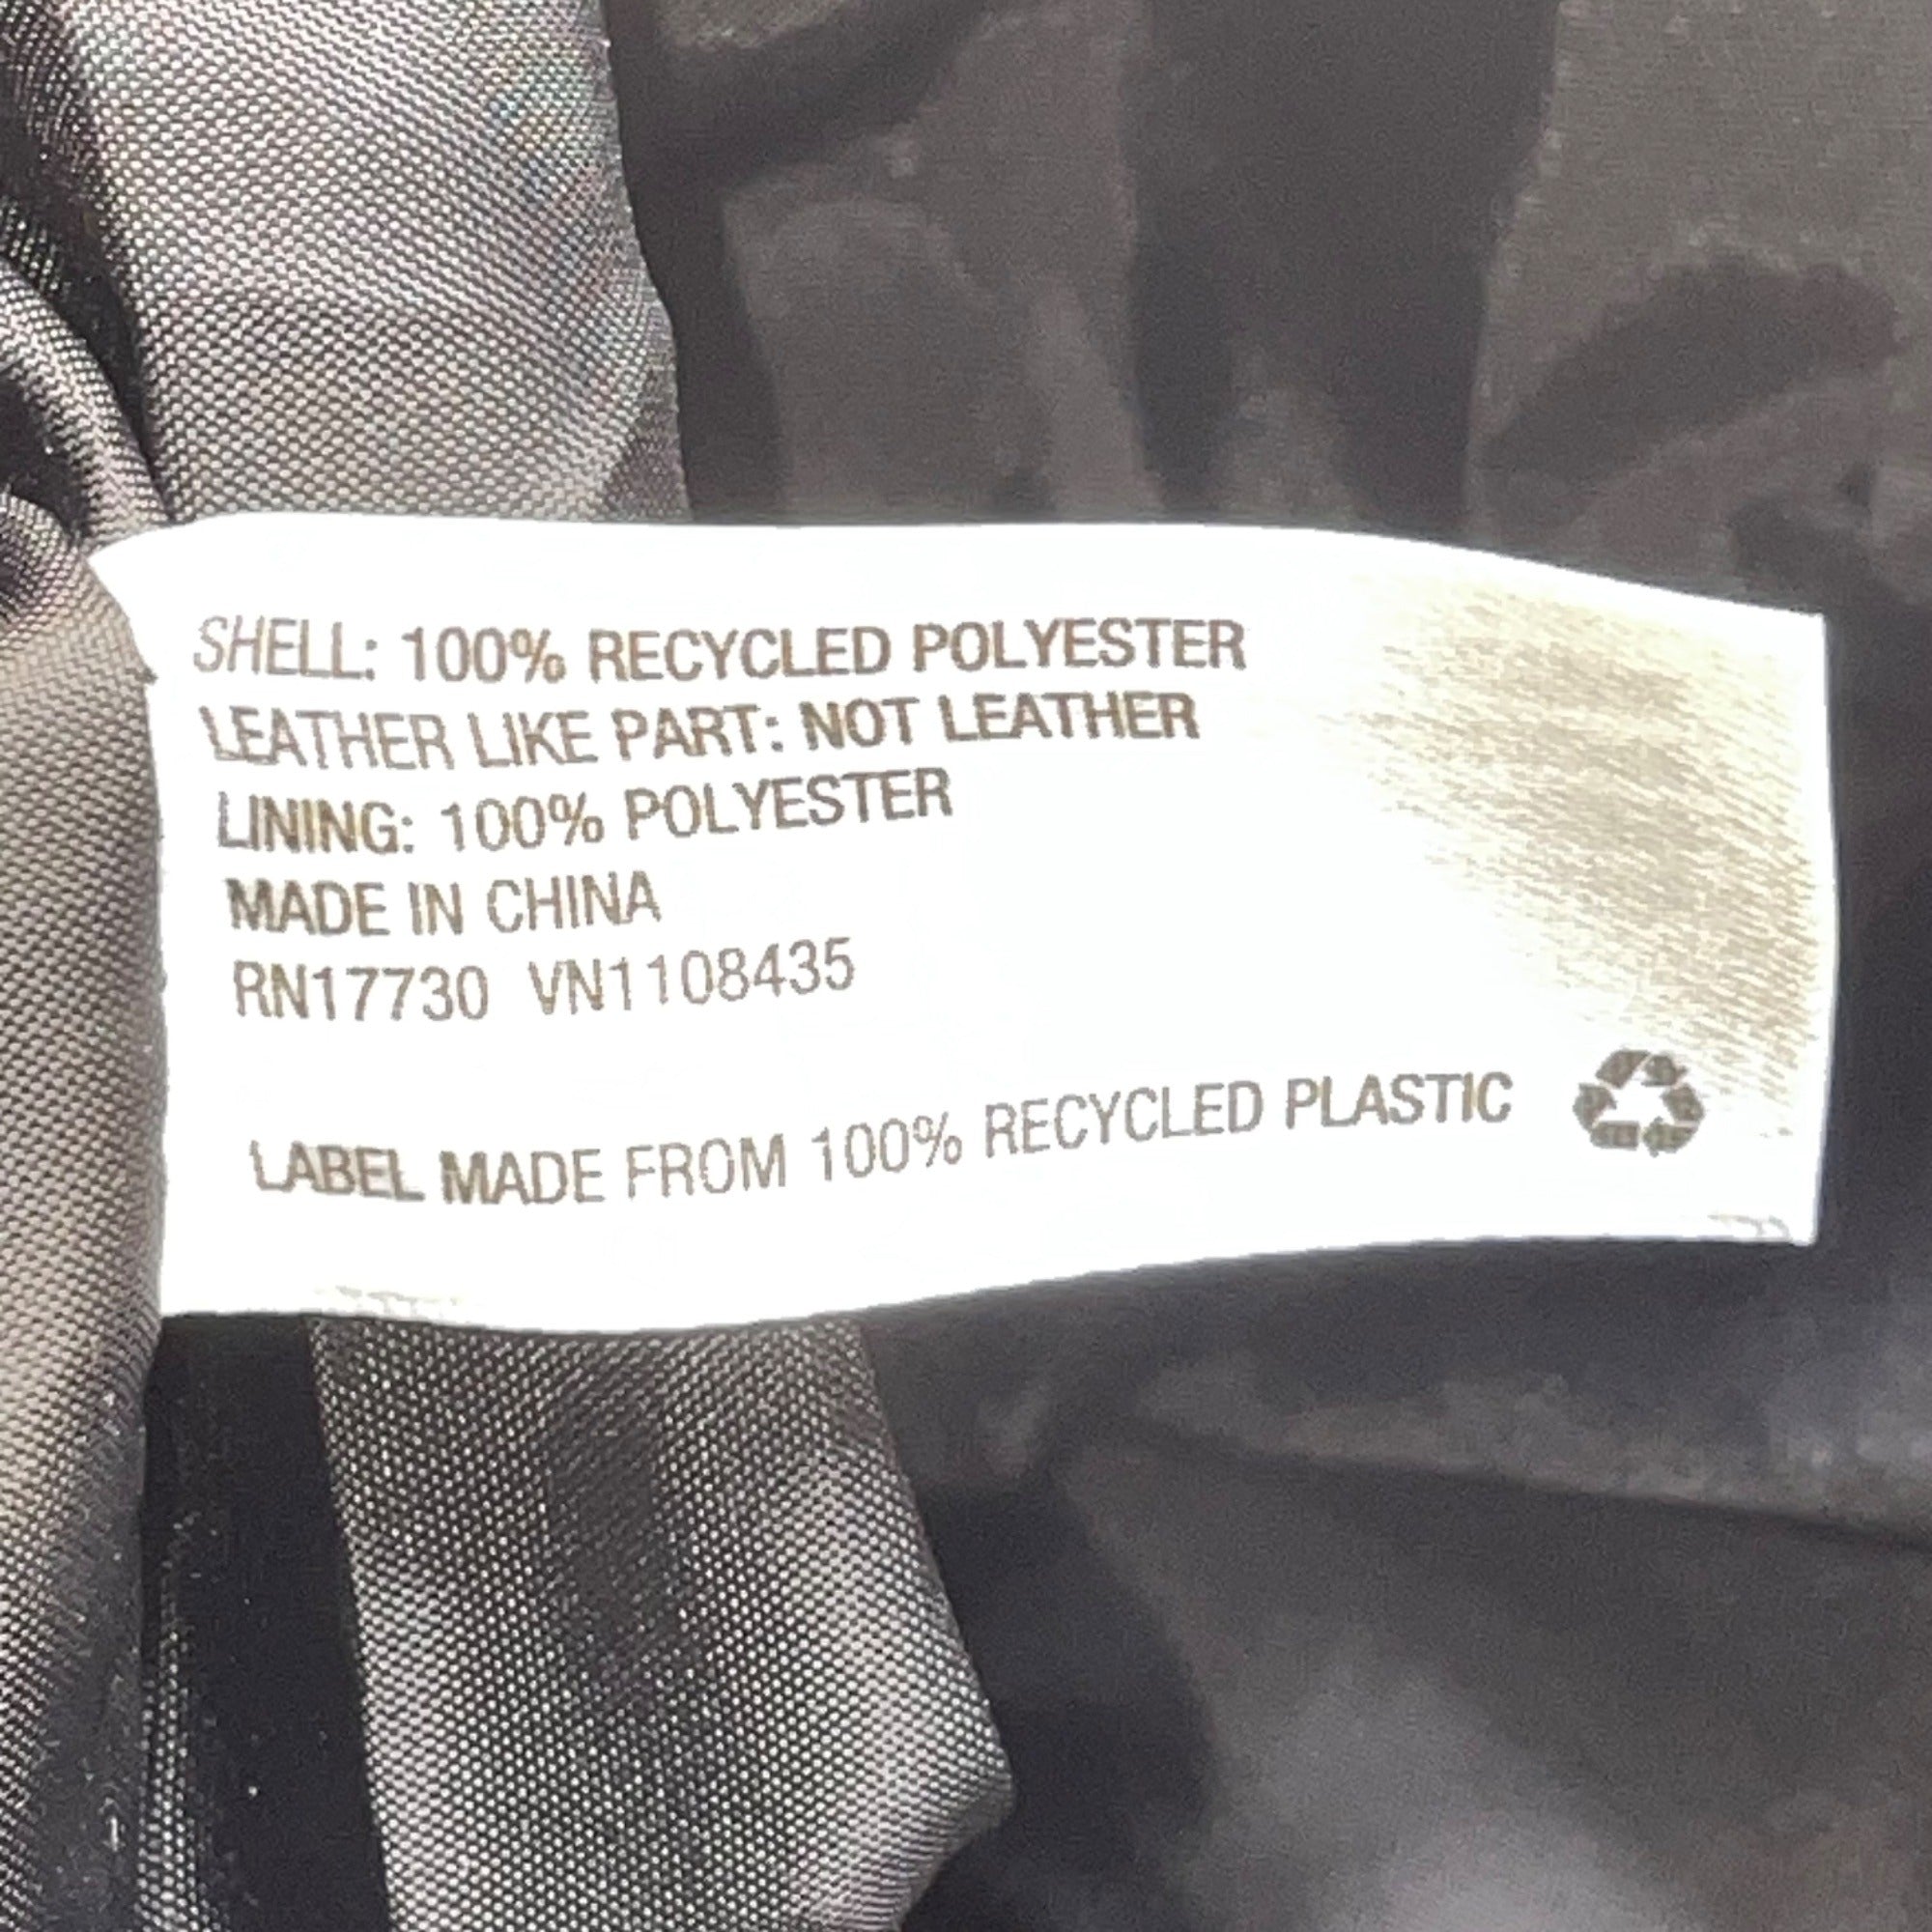 SHELL: 100% RECYCLED POLYESTER
LEATHER LIKE PART: NOT LEATHER
LINING: 100% POLYESTER
MADE IN CHINA
RN17730 VN1108435
LABEL MADE FROM 100% RECYCLED PLASTIC